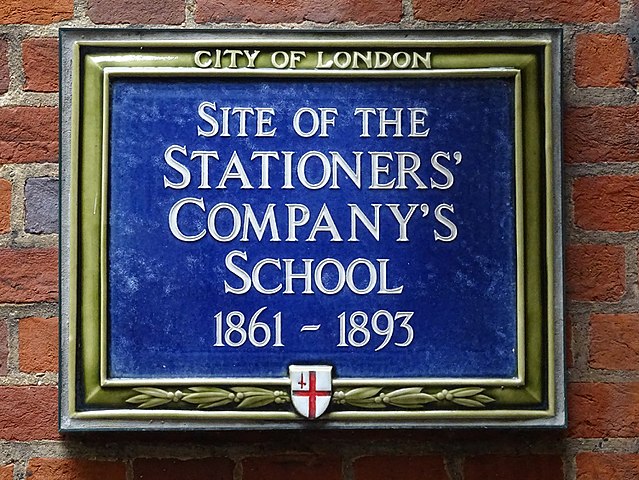 CITY OF LONDON
SITE OF THE
STATIONERS'
COMPANY'S
SCHOOL
1861 - 1893